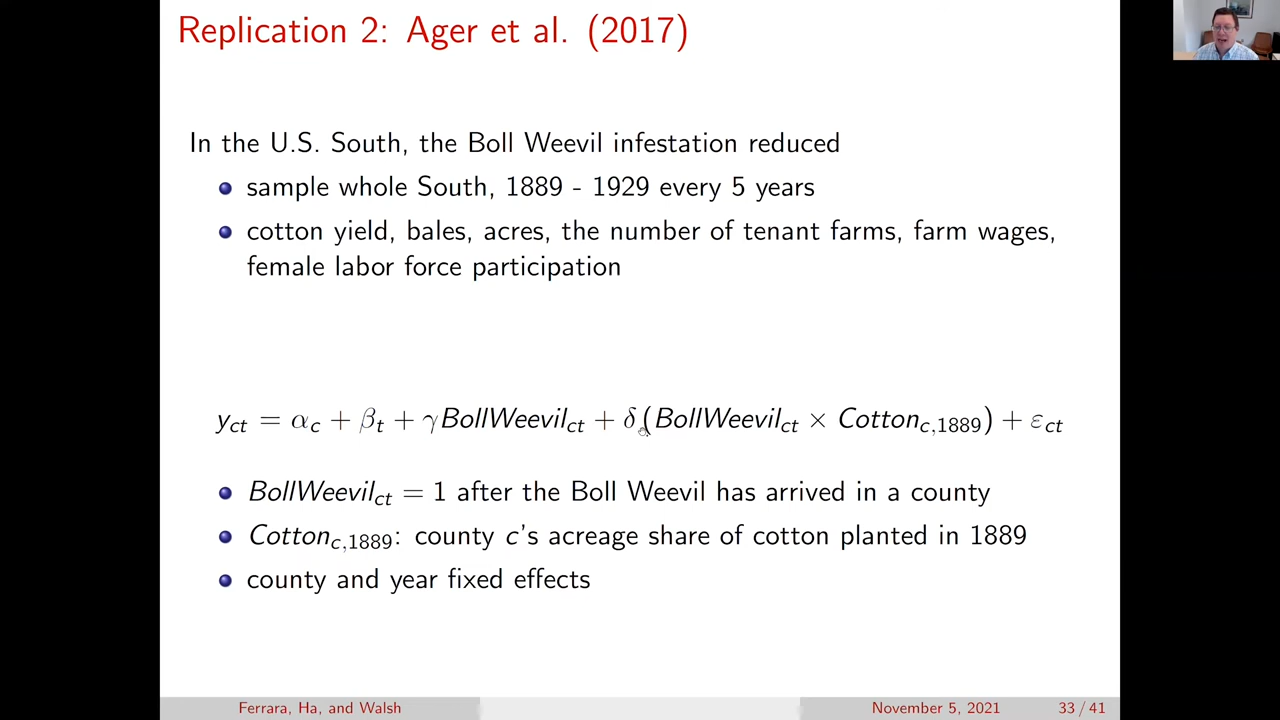 Replication 2: Ager et al. (2017)
In the U.S. South, the Boll Weevil infestation reduced
sample whole South, 1889 - 1929 every 5 years
cotton yield, bales, acres, the number of tenant farms, farm wages,
female labor force participation
y_ct = α_c + β_t + γBollWeevil_ct + δ(BollWeevil_ct × Cotton_c,1889) + ε_ct
BollWeevil_ct = 1 after the Boll Weevil has arrived in a county
Cotton_c,1889: county c's acreage share of cotton planted in 1889
county and year fixed effects
Ferrara, Ha, and Walsh
November 5, 2021
33 / 41